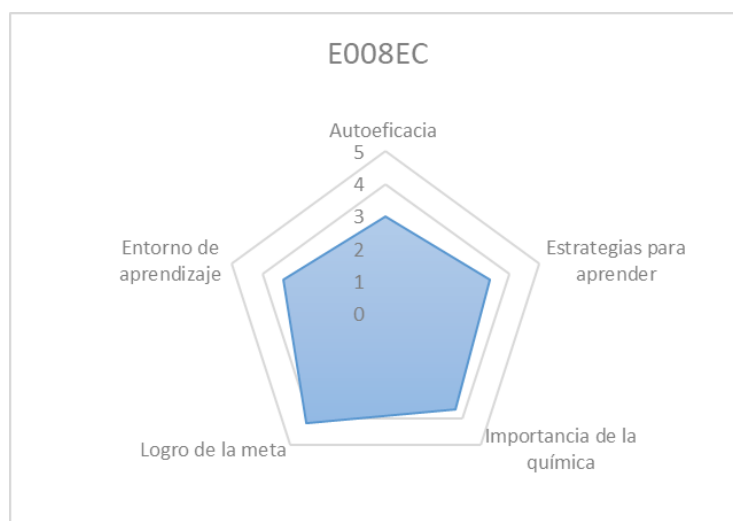 E008EC
Autoeficacia
5
4
3
2
1
0
Estrategias para
aprender
Importancia de la
química
Logro de la meta
Entorno de
aprendizaje